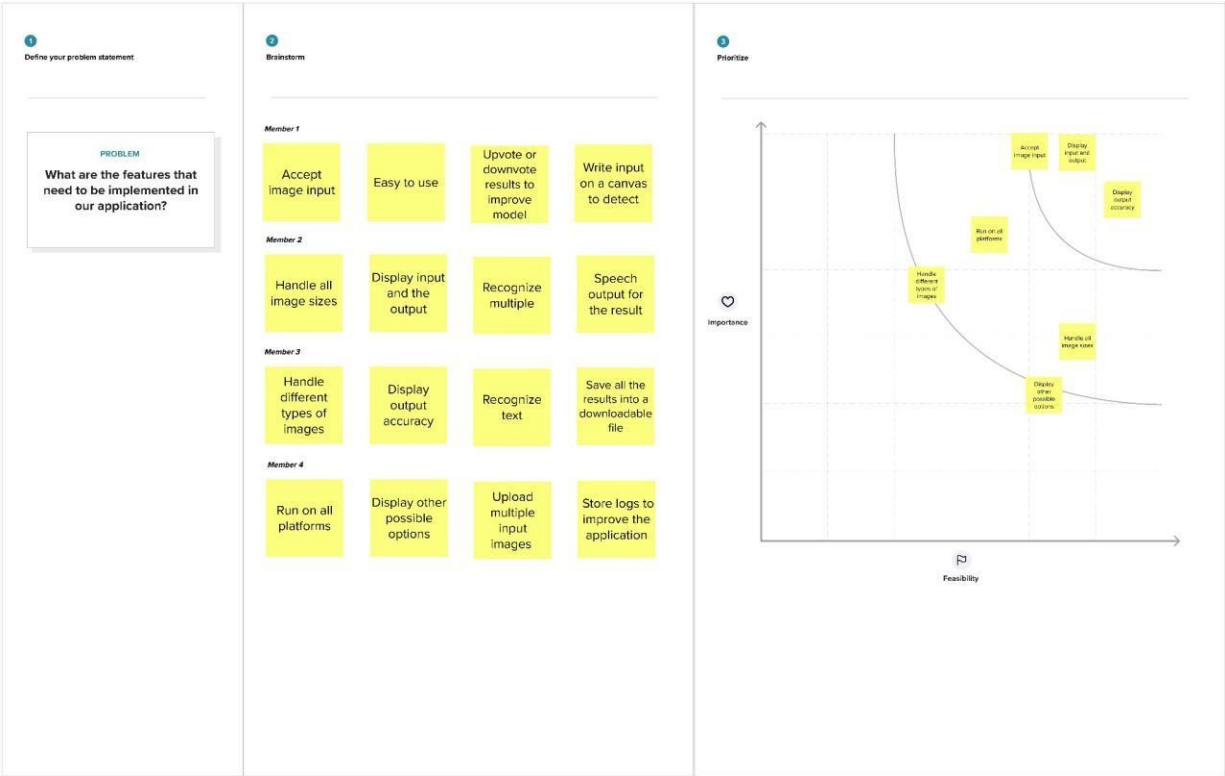 1
Define your problem statement
PROBLEM
What are the features that
need to be implemented in
our application?
2
Brainstorm
Member 1
Accept
image input
Easy to use
Upvote or
downvote
results to
improve
model
Write input
on a canvas
to detect
Member 2
Handle all
image sizes
Display input
and the
output
Recognize
multiple
Speech
output for
the result
Member 3
Handle
different
types of
images
Display
output
accuracy
Recognize
text
Save all the
results into a
downloadable
file
Member 4
Run on all
platforms
Display other
possible
options
Upload
multiple
input
images
Store logs to
improve the
application
3
Prioritize
Accept
image input
Display
input and
output
Display
output
accuracy
Run on all
platforms
Handle
different
types of
images
Importance
Handle all
image sizes
Display
other
possible
options
Feasibility